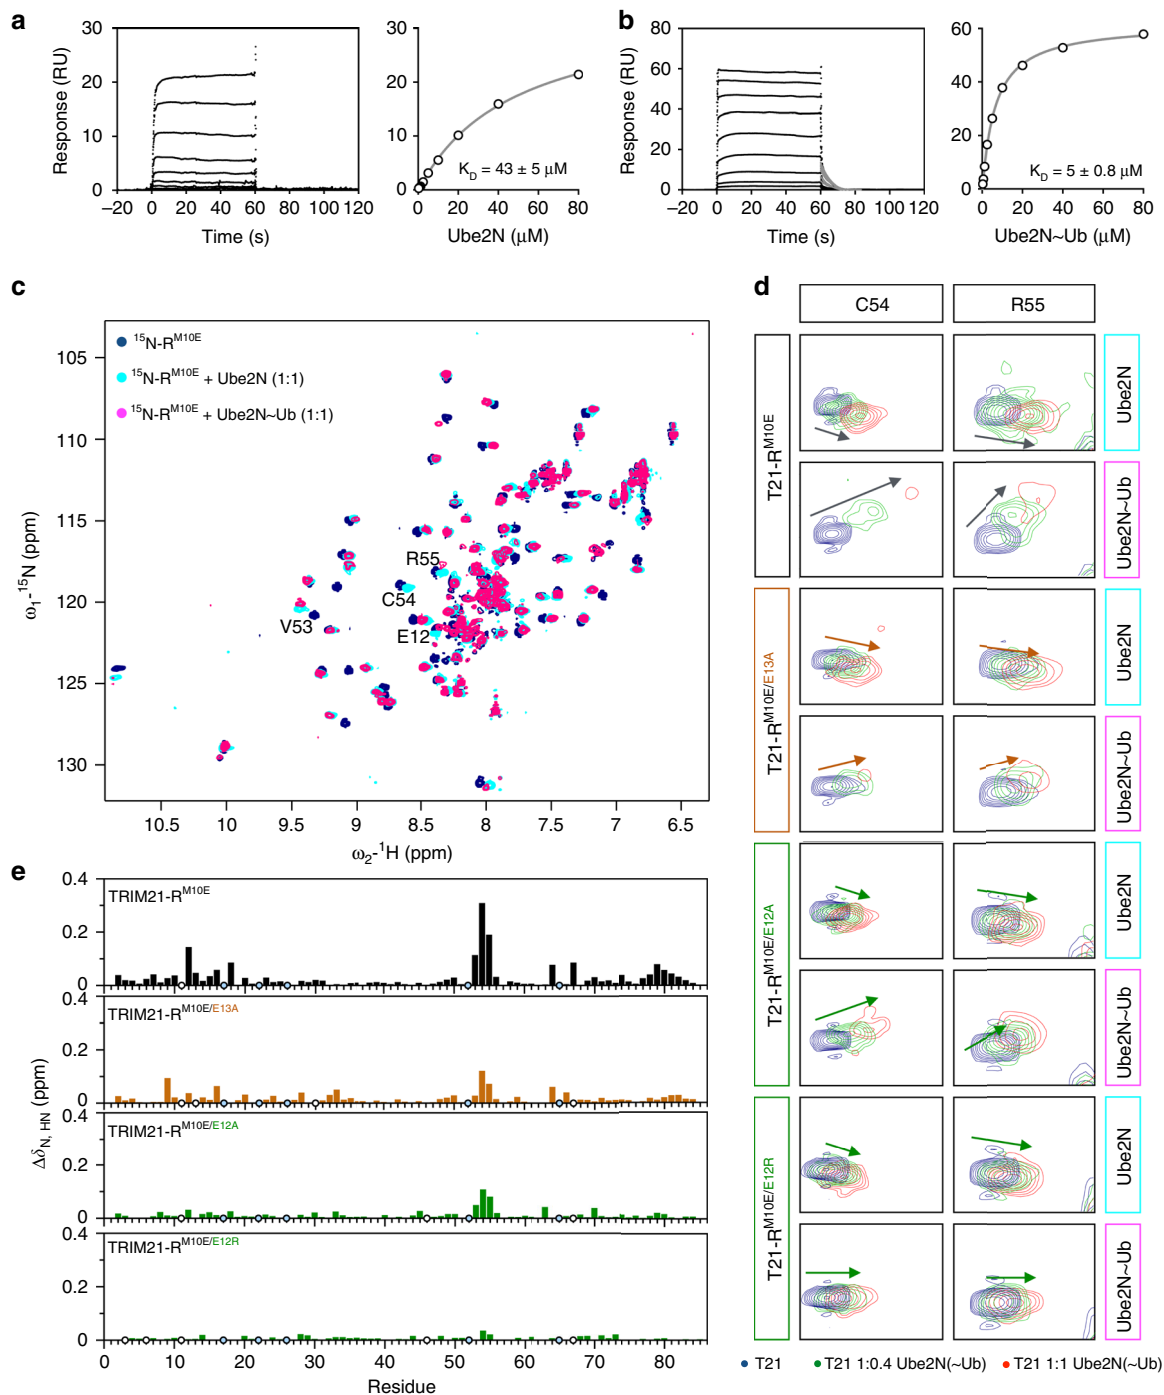 a
Response (RU)
30
20
10
0
−20 0 20 40 60 80 100 120
Time (s)
30
20
10
0
K_D = 43 ± 5 μM
0 20 40 60 80
Ube2N (μM)
b
Response (RU)
80
60
40
20
0
−20 0 20 40 60 80 100 120
Time (s)
60
40
20
0
K_D = 5 ± 0.8 μM
0 20 40 60 80
Ube2N~Ub (μM)
c
¹⁵N-R^M10E
¹⁵N-R^M10E + Ube2N (1:1)
¹⁵N-R^M10E + Ube2N~Ub (1:1)
ω₁-¹⁵N (ppm)
105
110
115
120
125
130
R55
C54
V53
E12
10.5 10 9.5 9 8.5 8 7.5 7 6.5
ω₂-¹H (ppm)
d
C54 R55
T21-R^M10E
Ube2N
Ube2N~Ub
T21-R^M10E/E13A
Ube2N
Ube2N~Ub
T21-R^M10E/E12A
Ube2N
Ube2N~Ub
T21-R^M10E/E12R
Ube2N
Ube2N~Ub
T21 T21 1:0.4 Ube2N(~Ub) T21 1:1 Ube2N(~Ub)
e
Δδ_N, HN (ppm)
0.4
TRIM21-R^M10E
0.2
0
0.4
TRIM21-R^M10E/E13A
0.2
0
0.4
TRIM21-R^M10E/E12A
0.2
0
0.4
TRIM21-R^M10E/E12R
0.2
0
0 10 20 30 40 50 60 70 80
Residue